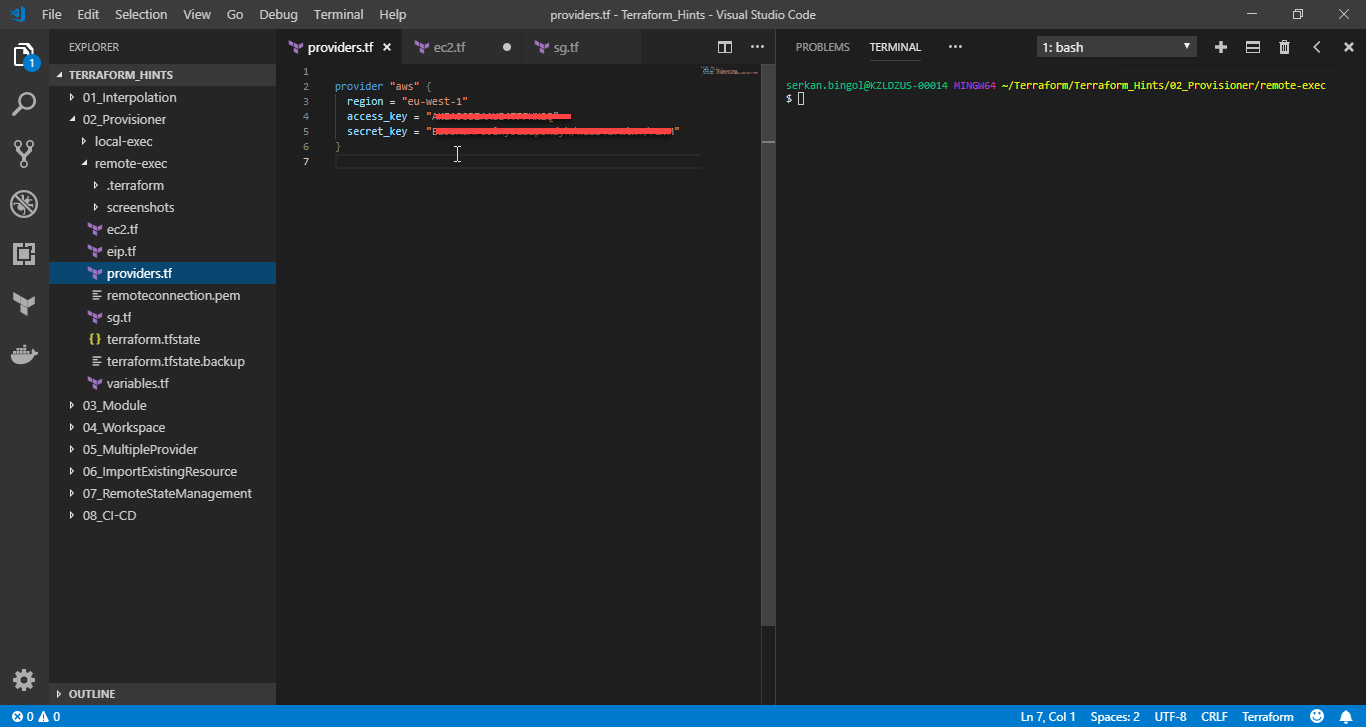 File Edit Selection View Go Debug Terminal Help
providers.tf - Terraform_Hints - Visual Studio Code
1
EXPLORER
TERRAFORM_HINTS
01_Interpolation
02_Provisioner
local-exec
remote-exec
.terraform
screenshots
ec2.tf
eip.tf
providers.tf
remoteconnection.pem
sg.tf
{} terraform.tfstate
terraform.tfstate.backup
variables.tf
03_Module
04_Workspace
05_MultipleProvider
06_ImportExistingResource
07_RemoteStateManagement
08_CI-CD
OUTLINE
providers.tf ec2.tf sg.tf
1
2 provider "aws" {
3 region = "eu-west-1"
4 access_key = "
5 secret_key = " "
6 }
7
PROBLEMS TERMINAL
1: bash
serkan.bingol@KZLDZUS-00014 MINGW64 ~/Terraform/Terraform_Hints/02_Provisioner/remote-exec
$
0 0
Ln 7, Col 1 Spaces: 2 UTF-8 CRLF Terraform